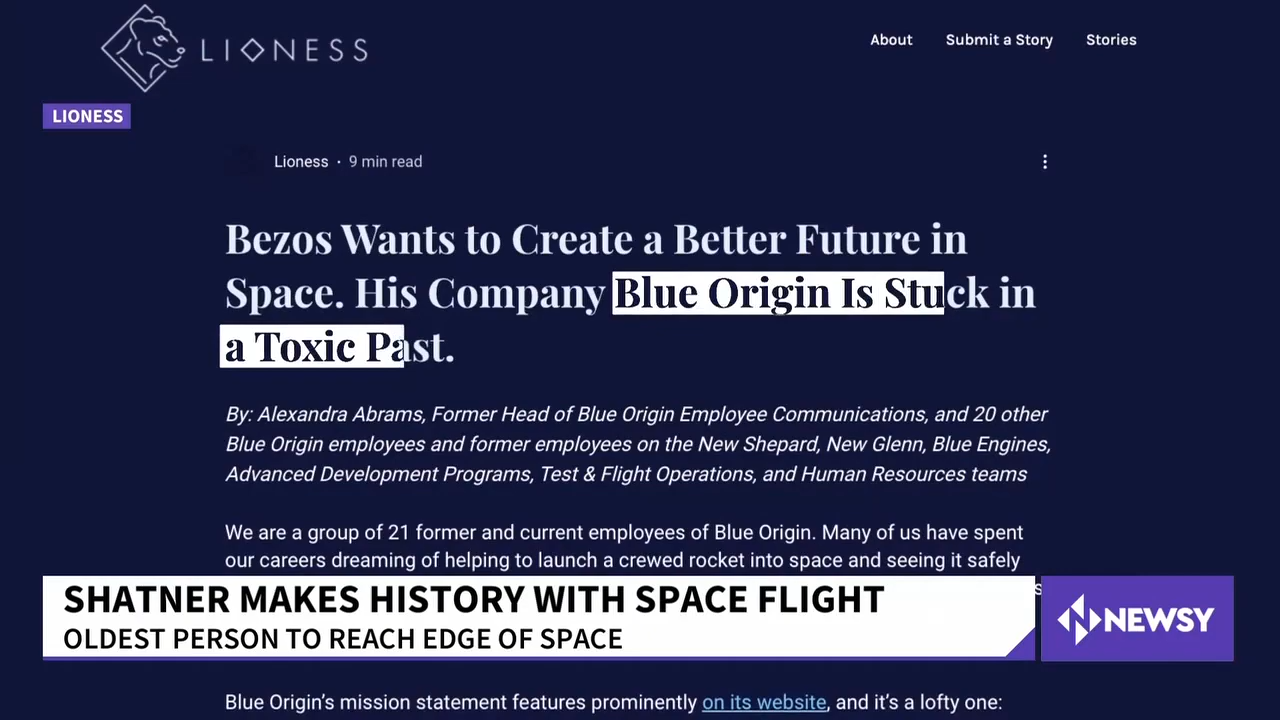 LIONESS
About Submit a Story Stories
LIONESS
Lioness · 9 min read
Bezos Wants to Create a Better Future in
Space. His Company Blue Origin Is Stuck in
a Toxic Past.
By: Alexandra Abrams, Former Head of Blue Origin Employee Communications, and 20 other
Blue Origin employees and former employees on the New Shepard, New Glenn, Blue Engines,
Advanced Development Programs, Test & Flight Operations, and Human Resources teams
We are a group of 21 former and current employees of Blue Origin. Many of us have spent
our careers dreaming of helping to launch a crewed rocket into space and seeing it safely
SHATNER MAKES HISTORY WITH SPACE FLIGHT
OLDEST PERSON TO REACH EDGE OF SPACE
NEWSY
Blue Origin’s mission statement features prominently on its website, and it’s a lofty one: